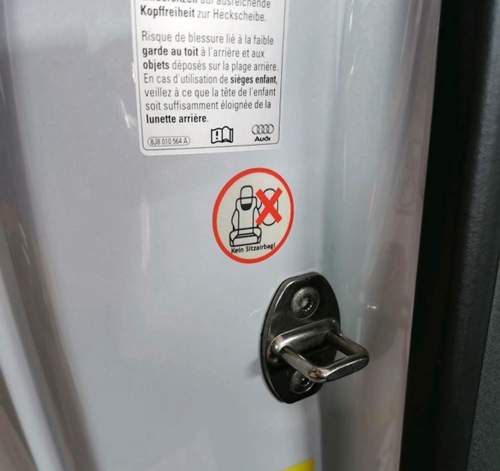 auf ausreichende
Kopffreiheit zur Heckscheibe.
Risque de blessure lié à la faible
garde au toit à l'arrière et aux
objets déposés sur la plage arrière.
En cas d'utilisation de sièges enfant,
veillez à ce que la tête de l'enfant
soit suffisamment éloignée de la
lunette arrière.
8J8 010 564 A
Audi
Kein Sitzairbag!